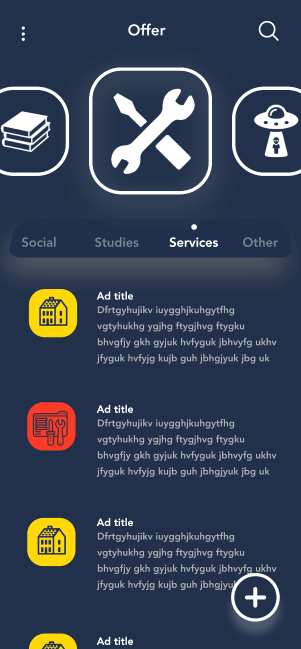 Offer
Social
Studies
Services
Other
Ad title
Dfrtgyhujikv iuygghjkuhgytfhg
vgtyhukhg ygjhg ftygjhvg ftygku
bhvgfjy gkh gyjuk hvfyguk jbhvyfg ukhv
jfyguk hvfyjg kujb guh jbhgjyuk jbg uk
Ad title
Dfrtgyhujikv iuygghjkuhgytfhg
vgtyhukhg ygjhg ftygjhvg ftygku
bhvgfjy gkh gyjuk hvfyguk jbhvyfg ukhv
jfyguk hvfyjg kujb guh jbhgjyuk jbg uk
Ad title
Dfrtgyhujikv iuygghjkuhgytfhg
vgtyhukhg ygjhg ftygjhvg ftygku
bhvgfjy gkh gyjuk hvfyguk jbhvyfg ukhv
jfyguk hvfyjg kujb guh
Ad title